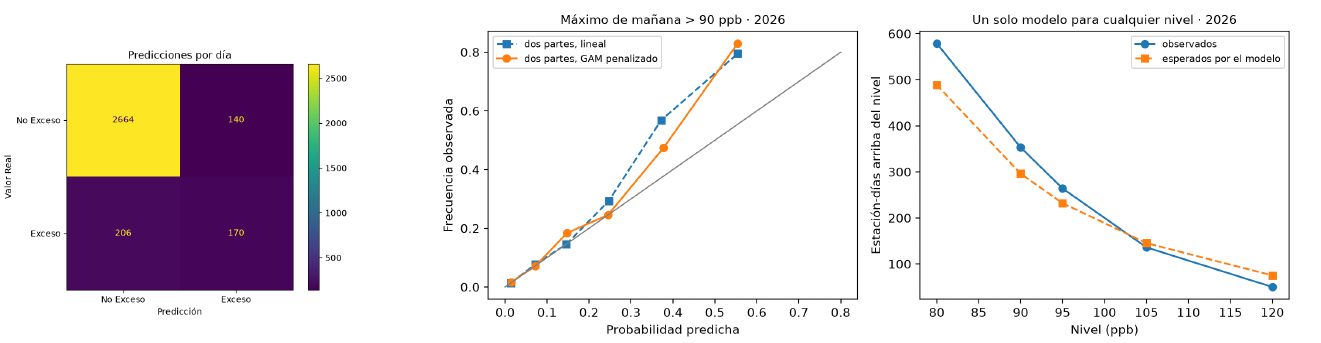 Predicciones por día
Valor Real
No Exceso
Exceso
2664
140
206
170
No Exceso
Exceso
Predicción
2500
2000
1500
1000
500
Máximo de mañana > 90 ppb · 2026
dos partes, lineal
dos partes, GAM penalizado
Frecuencia observada
0.8
0.6
0.4
0.2
0.0
0.0
0.1
0.2
0.3
0.4
0.5
0.6
0.7
0.8
Probabilidad predicha
Un solo modelo para cualquier nivel · 2026
observados
esperados por el modelo
Estación-días arriba del nivel
600
500
400
300
200
100
80
85
90
95
100
105
110
115
120
Nivel (ppb)